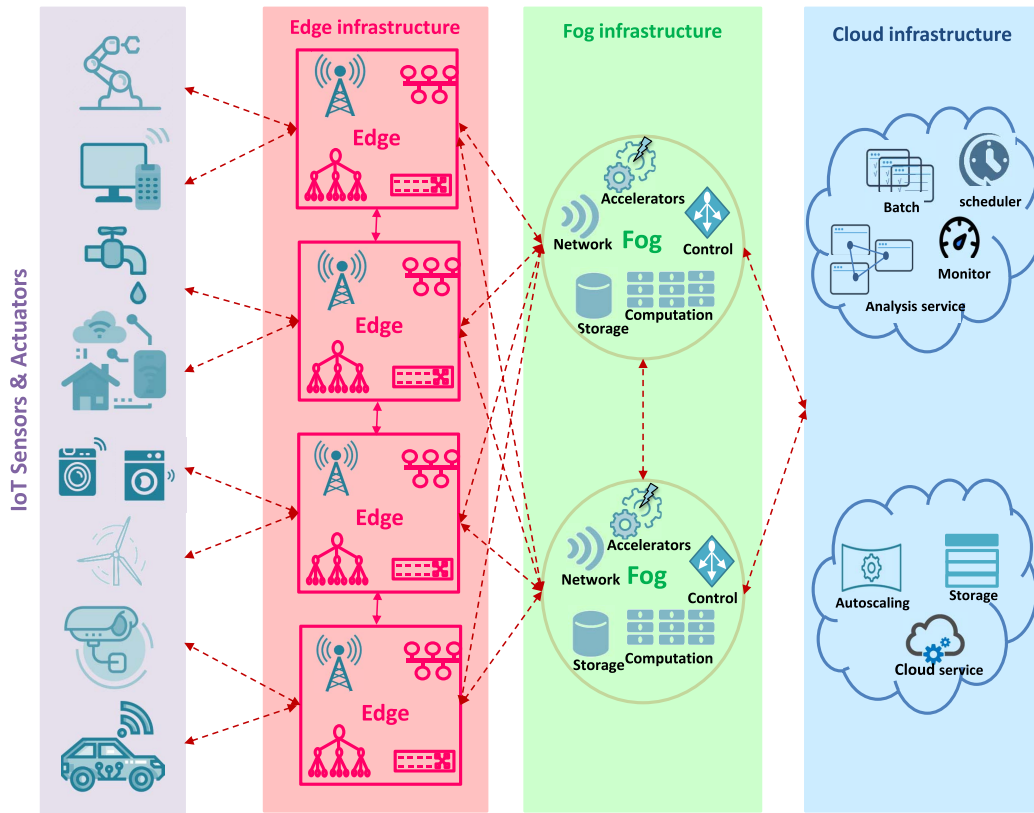 IoT Sensors & Actuators
Edge infrastructure
Edge
Edge
Edge
Edge
Fog infrastructure
Accelerators
Network
Fog
Control
Storage
Computation
Accelerators
Network
Fog
Control
Storage
Computation
Cloud infrastructure
Batch
scheduler
Monitor
Analysis service
Autoscaling
Storage
Cloud service